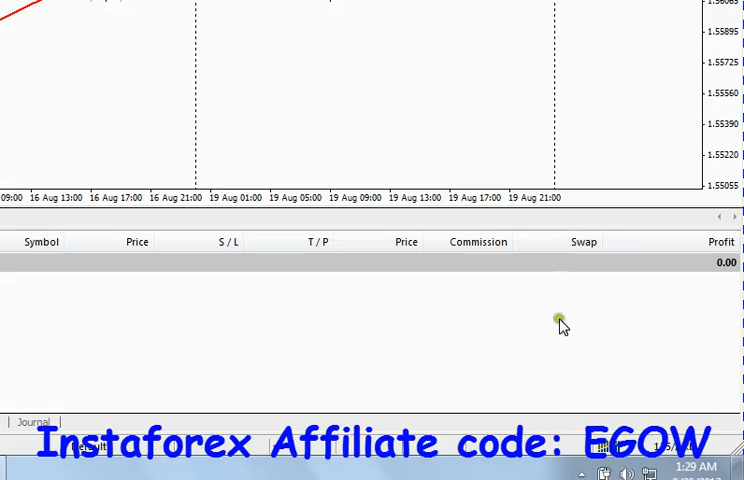 1.56065
1.55895
1.55725
1.55560
1.55390
1.55220
1.55055
09:00 16 Aug 13:00 16 Aug 17:00 16 Aug 21:00 19 Aug 01:00 19 Aug 05:00 19 Aug 09:00 19 Aug 13:00 19 Aug 17:00 19 Aug 21:00
Symbol Price S / L T / P Price Commission Swap Profit
0.00
Journal
Instaforex Affiliate code: EGOW
1:29 AM